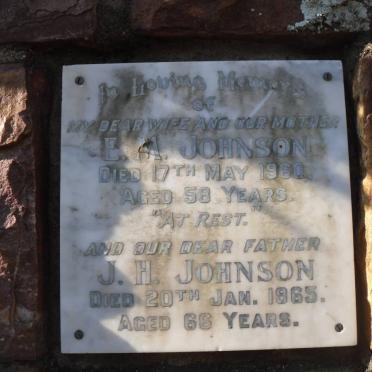 In Loving Memory
OF
MY DEAR WIFE AND OUR MOTHER
E. M. JOHNSON
DIED 17TH MAY 1960.
AGED 58 YEARS.
"AT REST."
AND OUR DEAR FATHER
J. H. JOHNSON
DIED 20TH JAN. 1965.
AGED 66 YEARS.